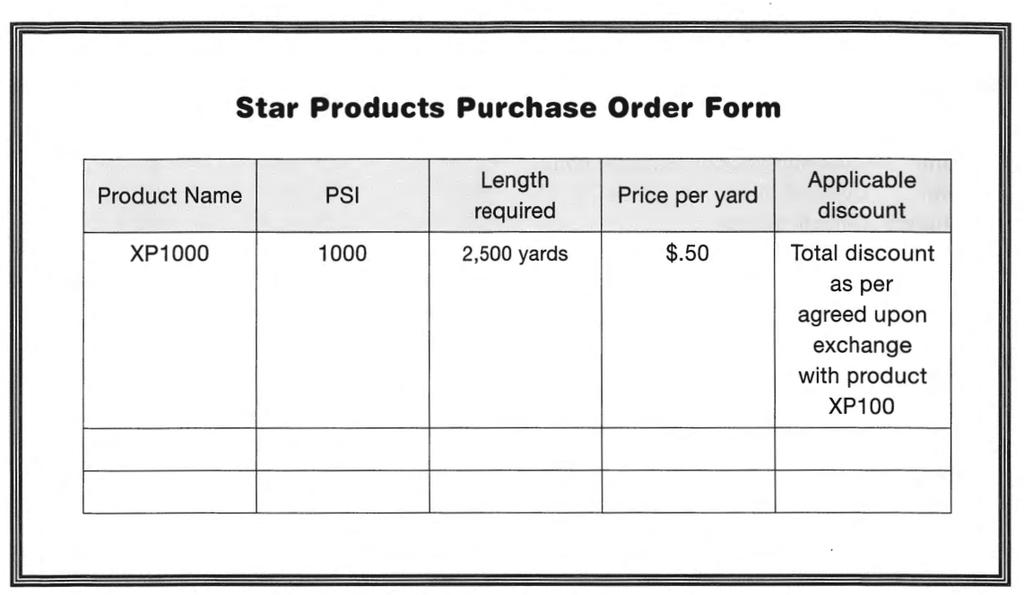 Star Products Purchase Order Form
Product Name
PSI
Length
required
Price per yard
Applicable
discount
XP1000
1000
2,500 yards
$.50
Total discount
as per
agreed upon
exchange
with product
XP100